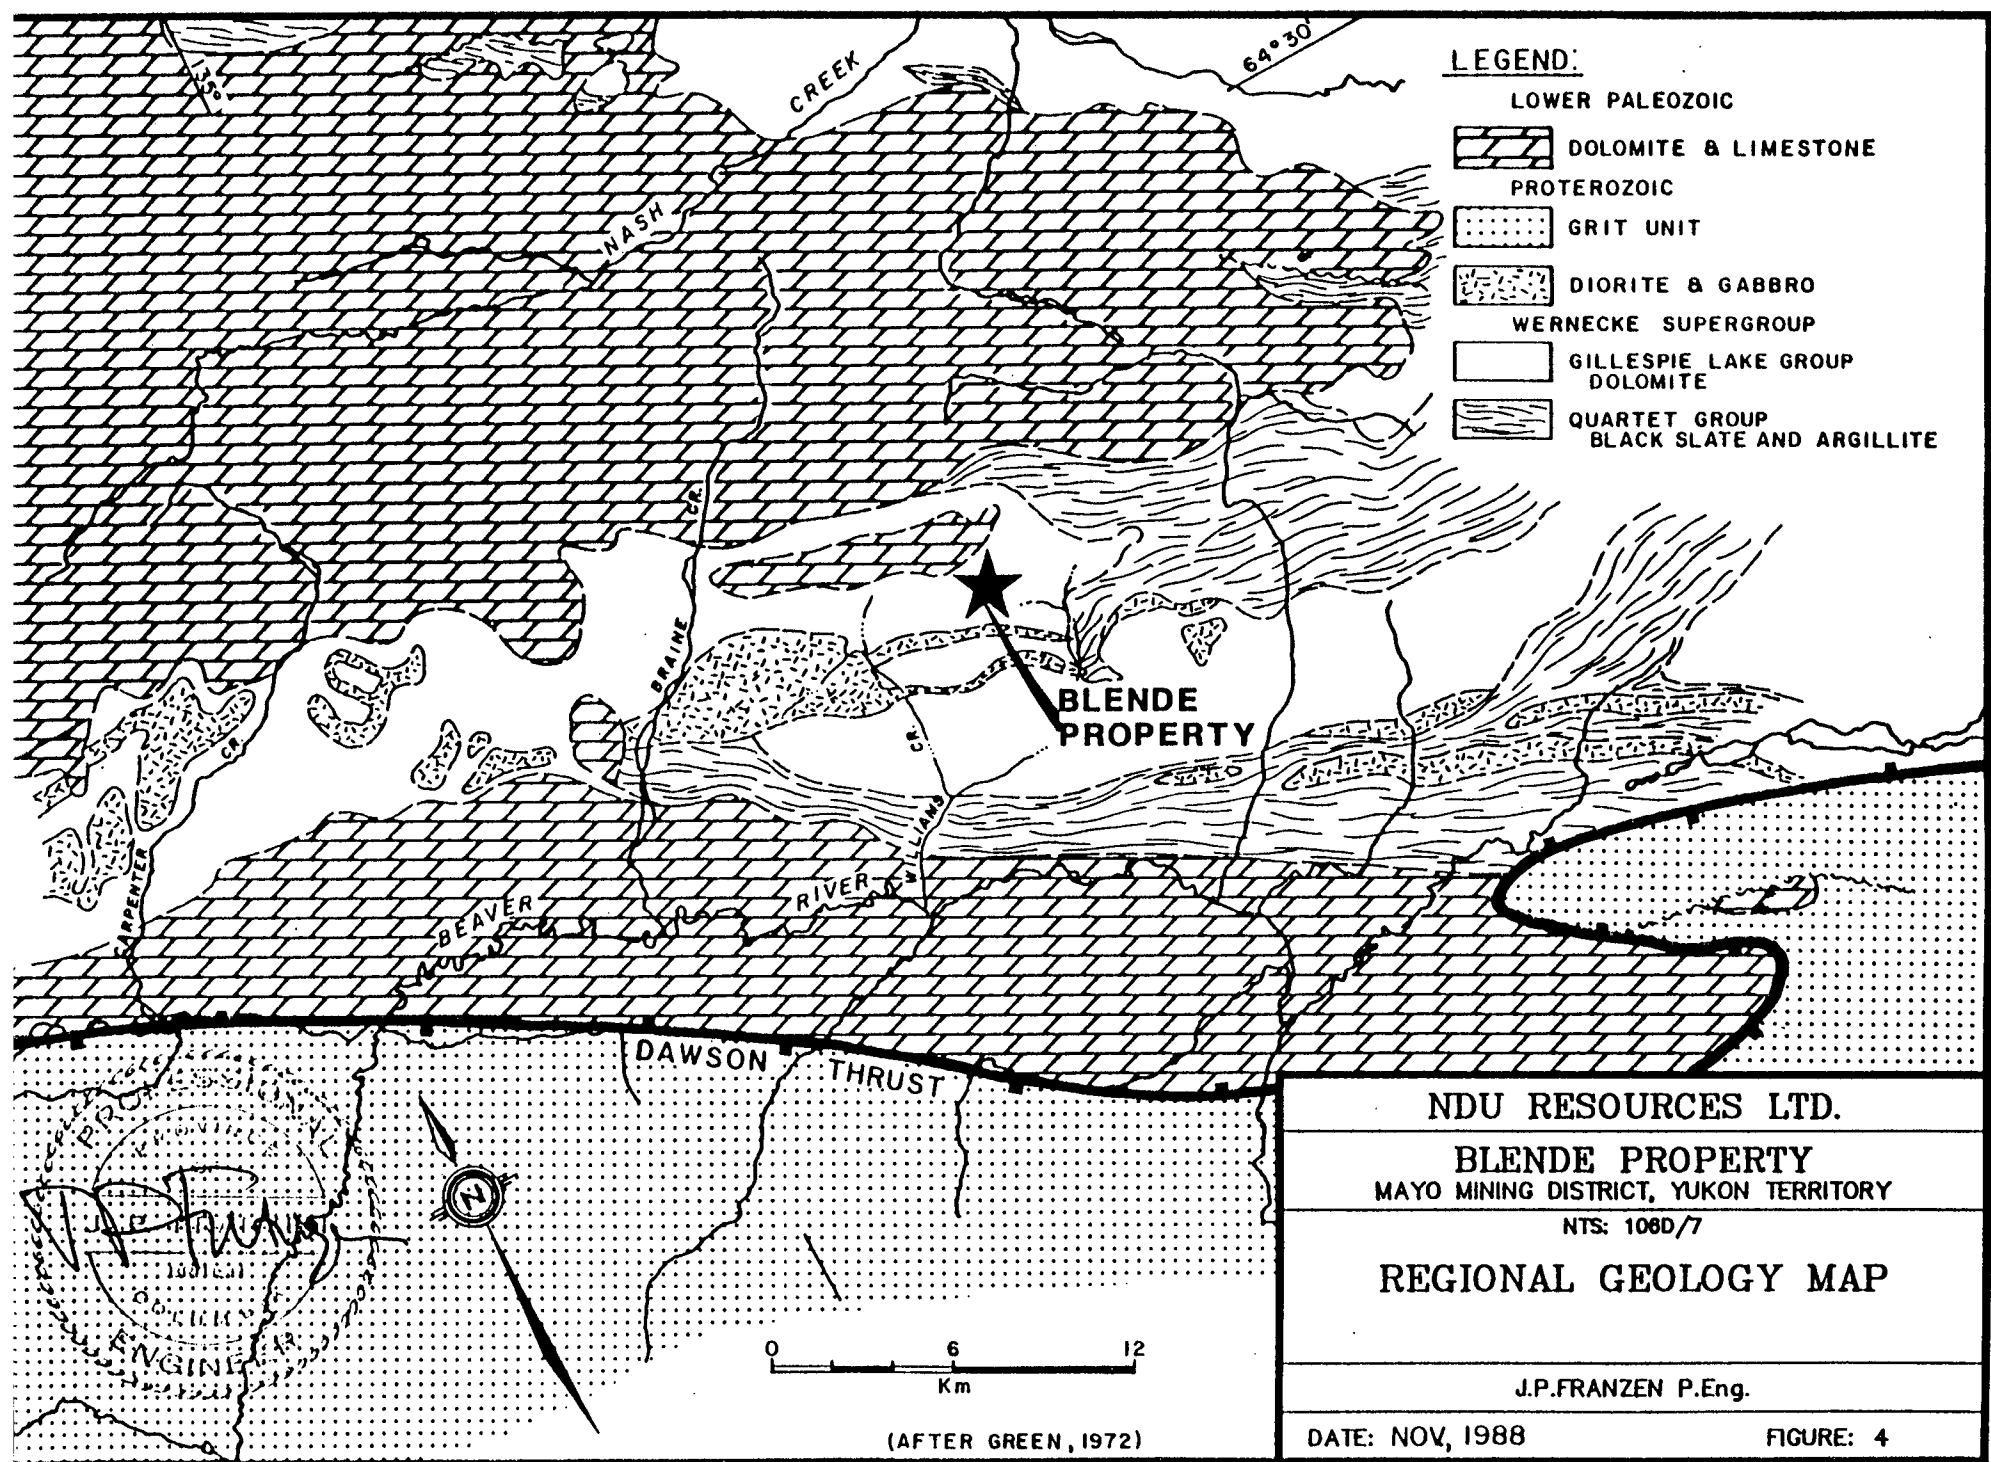 135°
NASH CREEK
64° 30'
LEGEND:
LOWER PALEOZOIC
DOLOMITE & LIMESTONE
PROTEROZOIC
GRIT UNIT
DIORITE & GABBRO
WERNECKE SUPERGROUP
GILLESPIE LAKE GROUP
DOLOMITE
QUARTET GROUP
BLACK SLATE AND ARGILLITE
BRAINE CR.
BLENDE
PROPERTY
CARPENTER CR.
WILLIAMS CR.
BEAVER RIVER
DAWSON THRUST
PROFESSIONAL
ENGINEER
N
0 6 12
Km
(AFTER GREEN, 1972)
NDU RESOURCES LTD.
BLENDE PROPERTY
MAYO MINING DISTRICT, YUKON TERRITORY
NTS: 106D/7
REGIONAL GEOLOGY MAP
J.P.FRANZEN P.Eng.
DATE: NOV, 1988
FIGURE: 4